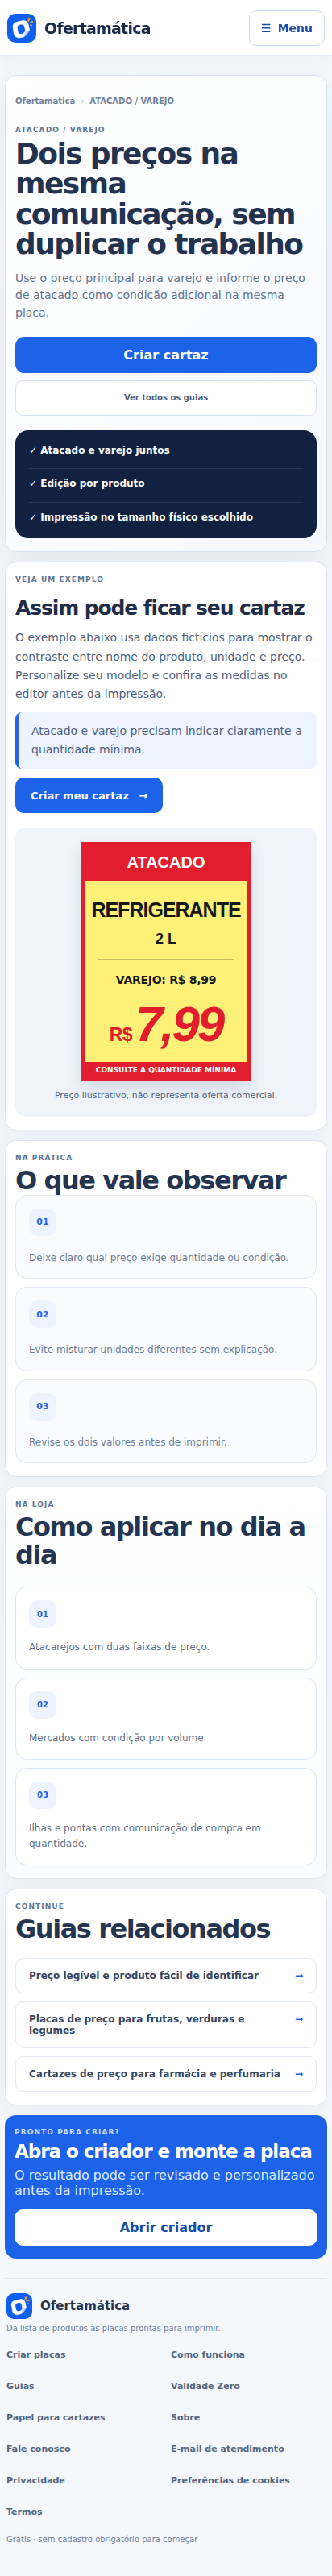 Ofertamática
☰ Menu
Ofertamática › ATACADO / VAREJO
ATACADO / VAREJO
Dois preços na
mesma
comunicação, sem
duplicar o trabalho
Use o preço principal para varejo e informe o preço
de atacado como condição adicional na mesma
placa.
Criar cartaz
Ver todos os guias
✓ Atacado e varejo juntos
✓ Edição por produto
✓ Impressão no tamanho físico escolhido
VEJA UM EXEMPLO
Assim pode ficar seu cartaz
O exemplo abaixo usa dados fictícios para mostrar o
contraste entre nome do produto, unidade e preço.
Personalize seu modelo e confira as medidas no
editor antes da impressão.
Atacado e varejo precisam indicar claramente a
quantidade mínima.
Criar meu cartaz →
ATACADO
REFRIGERANTE
2 L
VAREJO: R$ 8,99
R$ 7,99
CONSULTE A QUANTIDADE MÍNIMA
Preço ilustrativo, não representa oferta comercial.
NA PRÁTICA
O que vale observar
01
Deixe claro qual preço exige quantidade ou condição.
02
Evite misturar unidades diferentes sem explicação.
03
Revise os dois valores antes de imprimir.
NA LOJA
Como aplicar no dia a
dia
01
Atacarejos com duas faixas de preço.
02
Mercados com condição por volume.
03
Ilhas e pontas com comunicação de compra em
quantidade.
CONTINUE
Guias relacionados
Preço legível e produto fácil de identificar →
Placas de preço para frutas, verduras e →
legumes
Cartazes de preço para farmácia e perfumaria →
PRONTO PARA CRIAR?
Abra o criador e monte a placa
O resultado pode ser revisado e personalizado
antes da impressão.
Abrir criador
Ofertamática
Da lista de produtos às placas prontas para imprimir.
Criar placas
Como funciona
Guias
Validade Zero
Papel para cartazes
Sobre
Fale conosco
E-mail de atendimento
Privacidade
Preferências de cookies
Termos
Grátis · sem cadastro obrigatório para começar